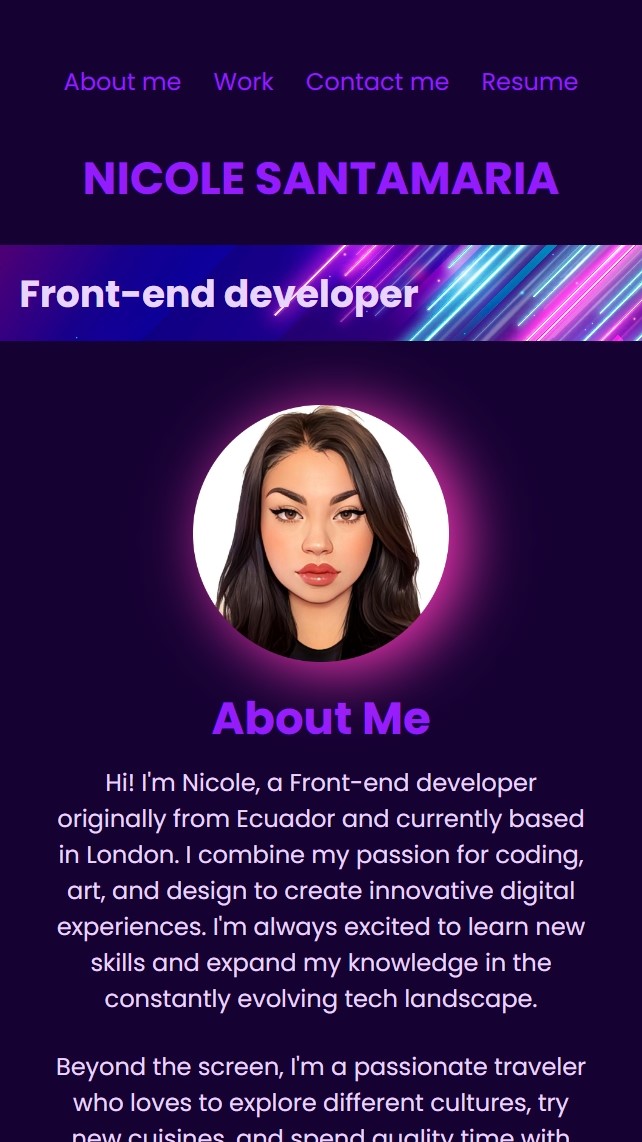 About me Work Contact me Resume
NICOLE SANTAMARIA
Front-end developer
About Me
Hi! I'm Nicole, a Front-end developer
originally from Ecuador and currently based
in London. I combine my passion for coding,
art, and design to create innovative digital
experiences. I'm always excited to learn new
skills and expand my knowledge in the
constantly evolving tech landscape.
Beyond the screen, I'm a passionate traveler
who loves to explore different cultures, try
new cuisines, and spend quality time with